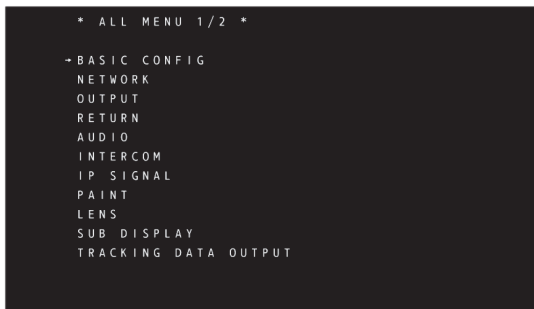 * ALL MENU 1/2 *
→BASIC CONFIG
NETWORK
OUTPUT
RETURN
AUDIO
INTERCOM
IP SIGNAL
PAINT
LENS
SUB DISPLAY
TRACKING DATA OUTPUT